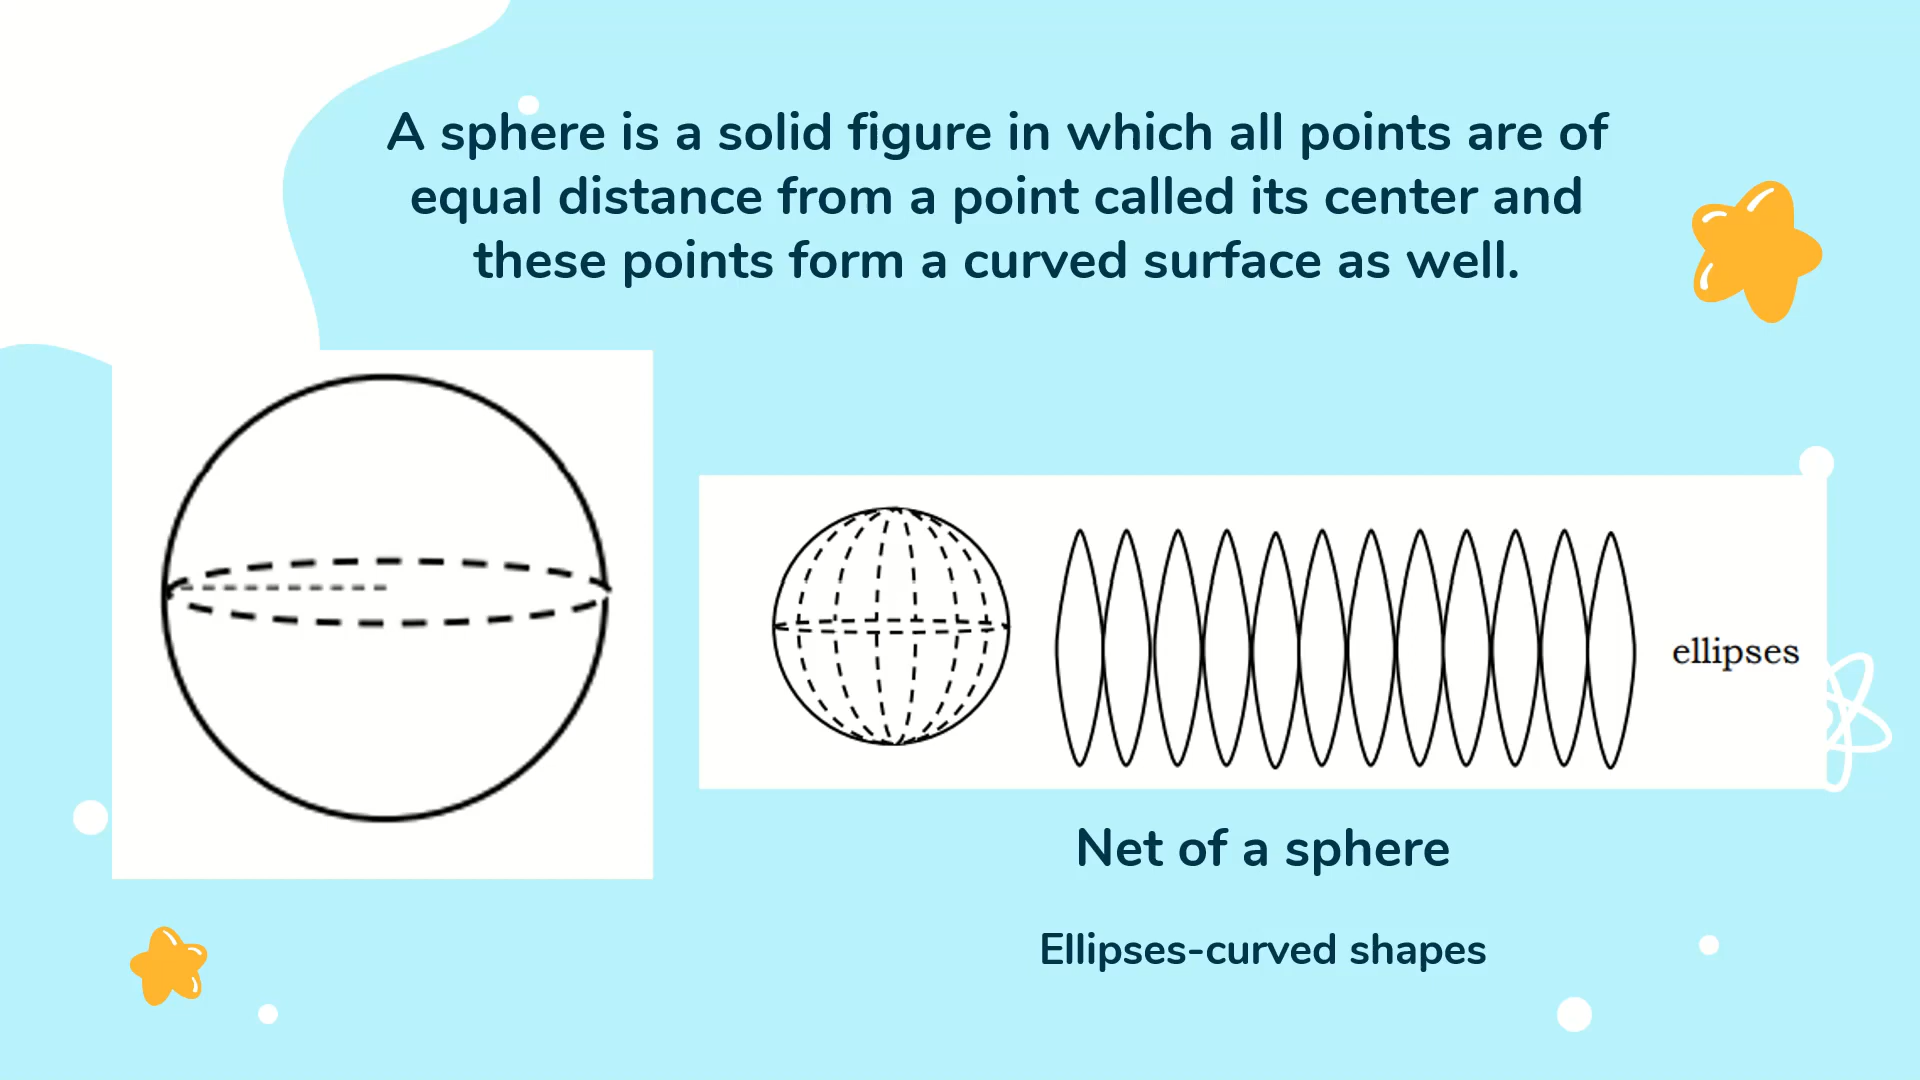 A sphere is a solid figure in which all points are of
equal distance from a point called its center and
these points form a curved surface as well.
ellipses
Net of a sphere
Ellipses-curved shapes